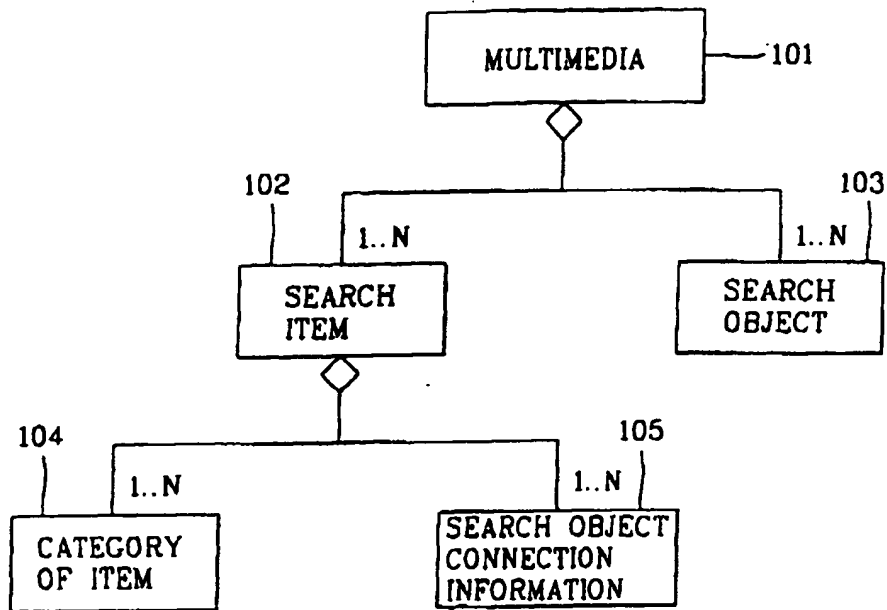 MULTIMEDIA
101
102
103
1..N
1..N
SEARCH
ITEM
SEARCH
OBJECT
104
105
1..N
1..N
CATEGORY
OF ITEM
SEARCH OBJECT
CONNECTION
INFORMATION